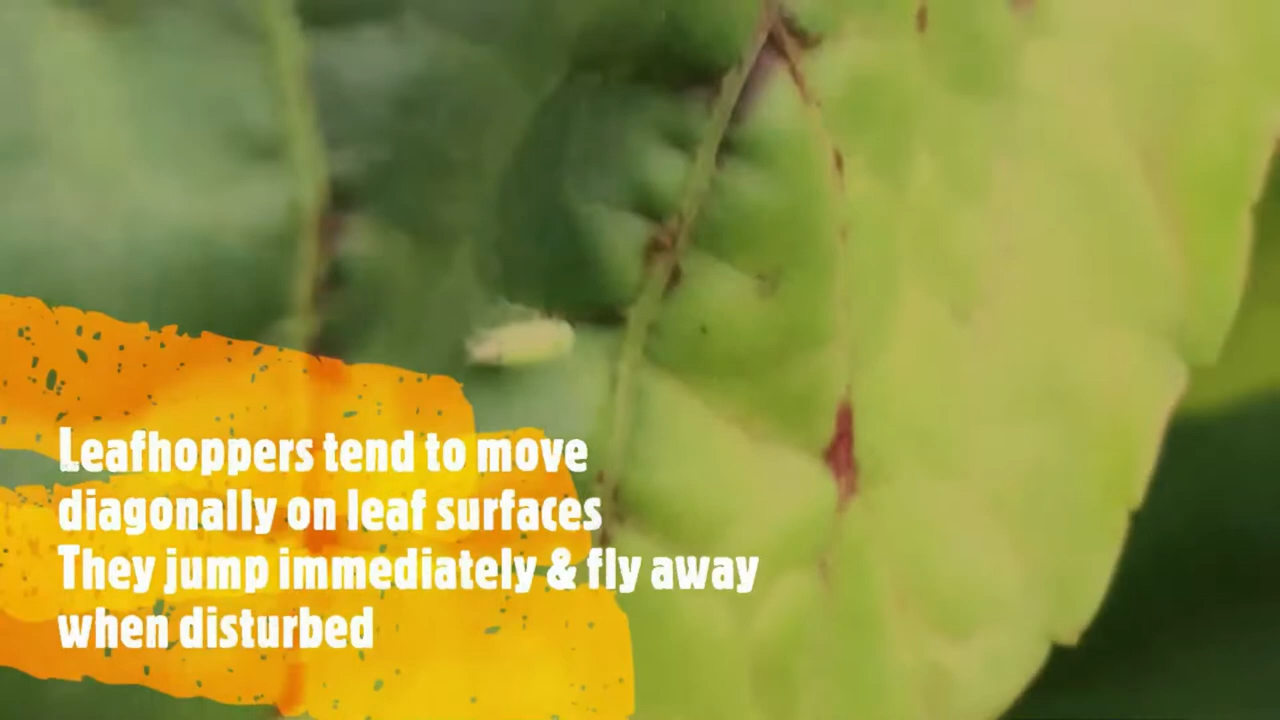 Leafhoppers tend to move
diagonally on leaf surfaces
They jump immediately & fly away
when disturbed